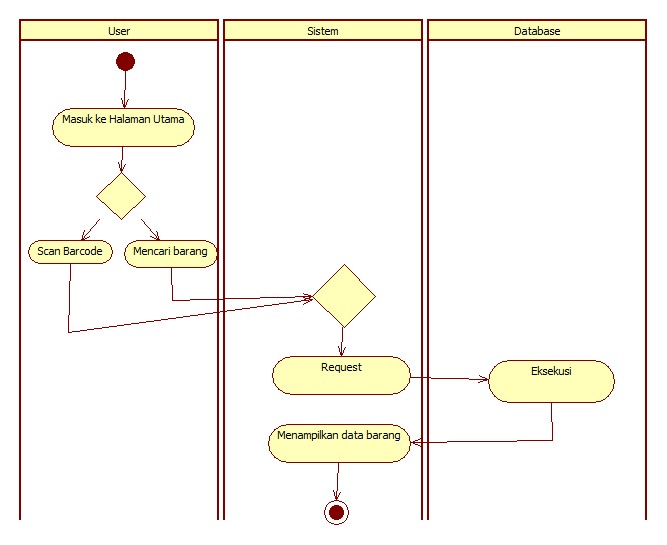 User
Sistem
Database
Masuk ke Halaman Utama
Scan Barcode
Mencari barang
Request
Eksekusi
Menampilkan data barang